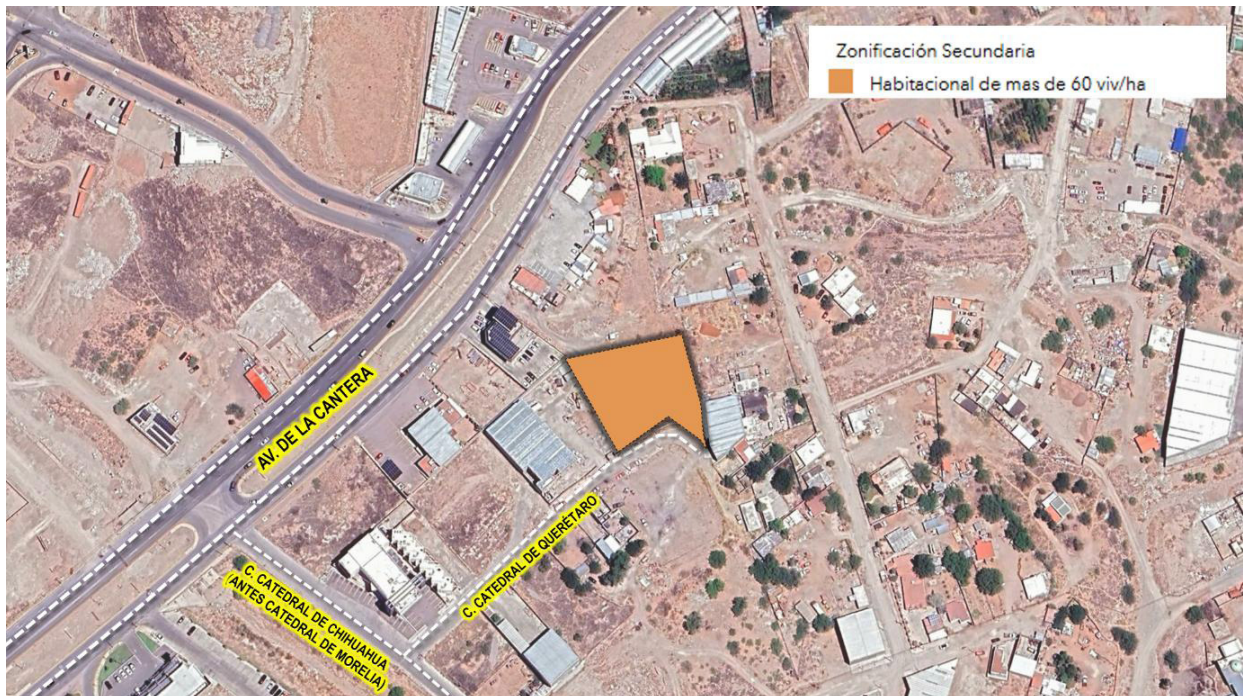 Zonificación Secundaria
Habitacional de mas de 60 viv/ha
AV. DE LA CANTERA
C. CATEDRAL DE QUERÉTARO
C. CATEDRAL DE CHIHUAHUA
(ANTES CATEDRAL DE MORELIA)